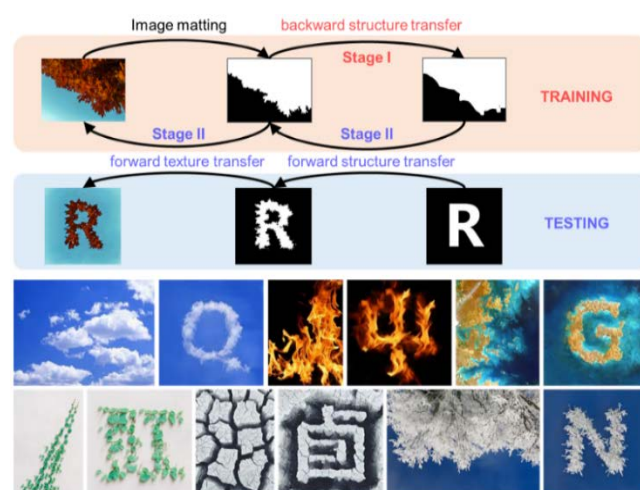 Image matting
backward structure transfer
Stage I
TRAINING
Stage II
Stage II
forward texture transfer
forward structure transfer
R
R
R
TESTING
Q
4
G
N